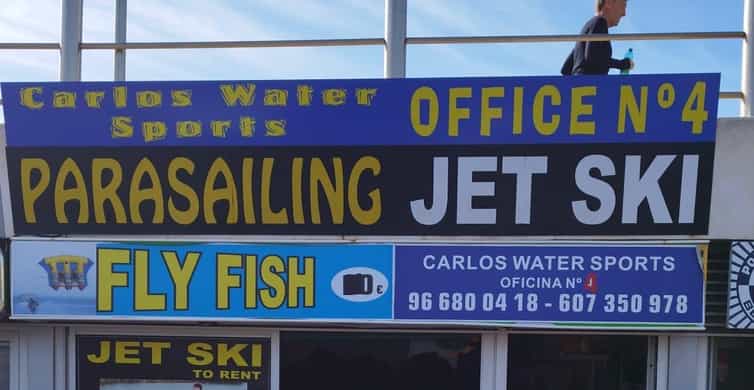 Carlos Water
Sports
OFFICE Nº4
PARASAILING
JET SKI
FLY FISH
€
CARLOS WATER SPORTS
OFICINA Nº
96 680 04 18 - 607 350 978
JET SKI
TO RENT